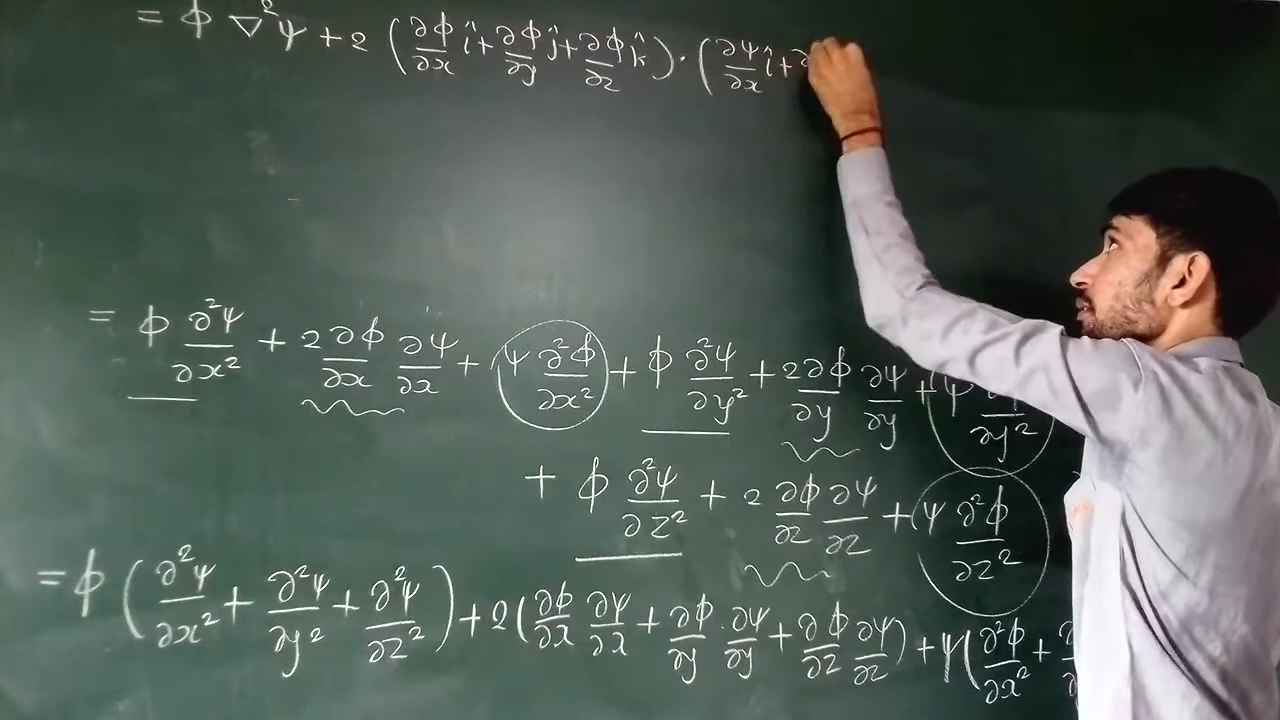 = ϕ ∇²ψ + 2 (∂ϕ/∂x î + ∂ϕ/∂y ĵ + ∂ϕ/∂z k̂) · (∂ψ/∂x î + ∂
= ϕ ∂²ψ/∂x² + 2 ∂ϕ/∂x ∂ψ/∂x + ψ ∂²ϕ/∂x² + ϕ ∂²ψ/∂y² + 2 ∂ϕ/∂y ∂ψ/∂y + ψ /∂y²
+ ϕ ∂²ψ/∂z² + 2 ∂ϕ/∂z ∂ψ/∂z + ψ ∂²ϕ/∂z²
= ϕ (∂²ψ/∂x² + ∂²ψ/∂y² + ∂²ψ/∂z²) + 2 (∂ϕ/∂x ∂ψ/∂x + ∂ϕ/∂y · ∂ψ/∂y + ∂ϕ/∂z ∂ψ/∂z) + ψ (∂²ϕ/∂x² +